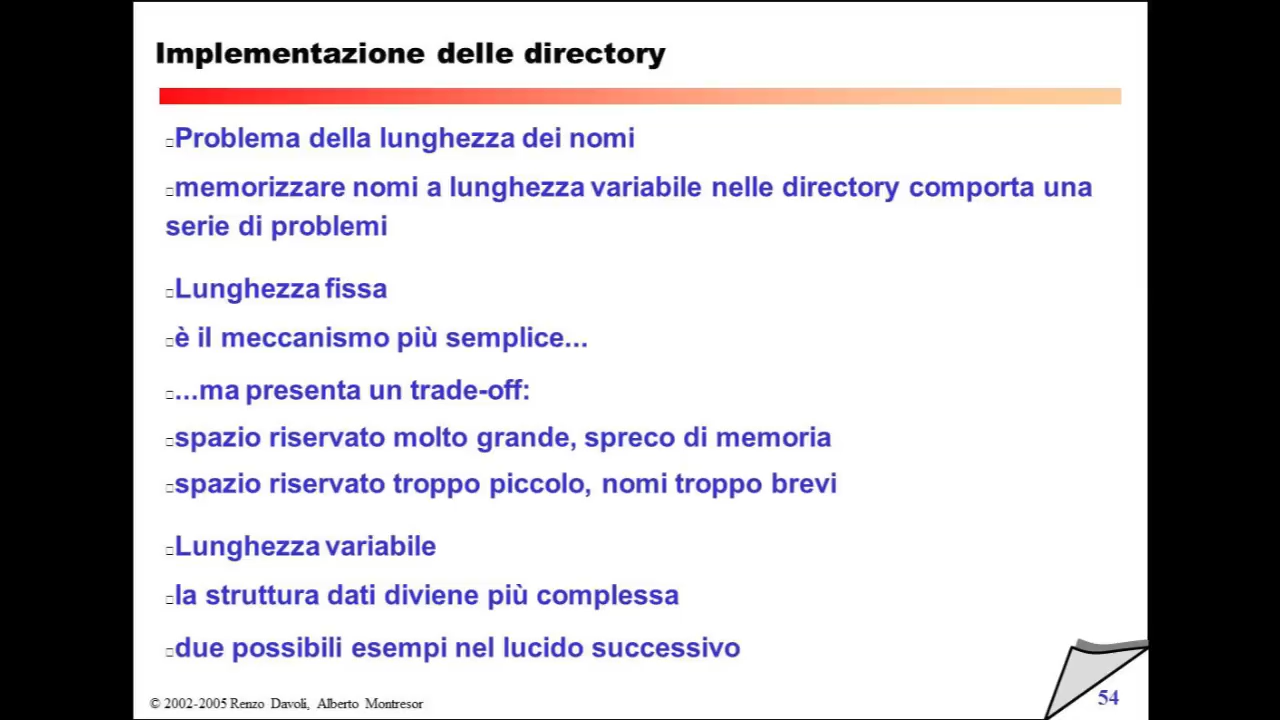 Implementazione delle directory
Problema della lunghezza dei nomi
memorizzare nomi a lunghezza variabile nelle directory comporta una
serie di problemi
Lunghezza fissa
è il meccanismo più semplice...
...ma presenta un trade-off:
spazio riservato molto grande, spreco di memoria
spazio riservato troppo piccolo, nomi troppo brevi
Lunghezza variabile
la struttura dati diviene più complessa
due possibili esempi nel lucido successivo
© 2002-2005 Renzo Davoli, Alberto Montresor
54